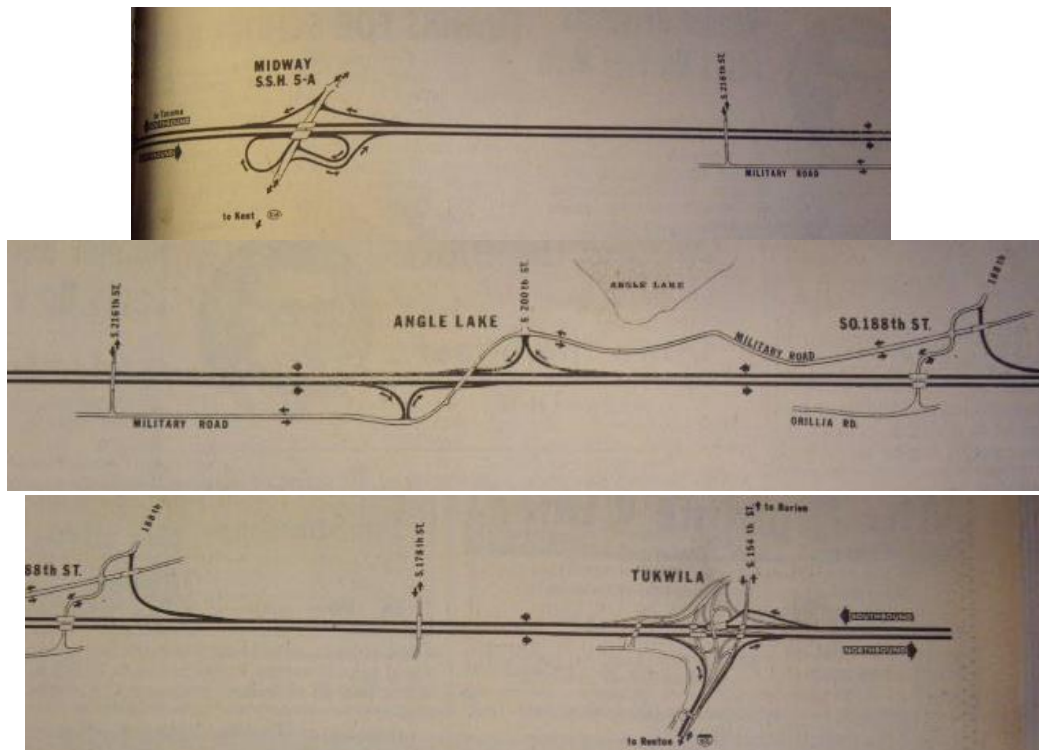 MIDWAY
S.S.H. 5-A
to Tacoma
SOUTHBOUND
S. 216th ST.
MILITARY ROAD
to Kent
S. 216th ST.
ANGLE LAKE
S. 200th ST.
ANGLE LAKE
MILITARY ROAD
SO. 188th ST.
188th
MILITARY ROAD
ORILLIA RD.
188th
88th ST.
S. 178th ST.
TUKWILA
S. 154 th ST.
to Burien
SOUTHBOUND
NORTHBOUND
to Renton